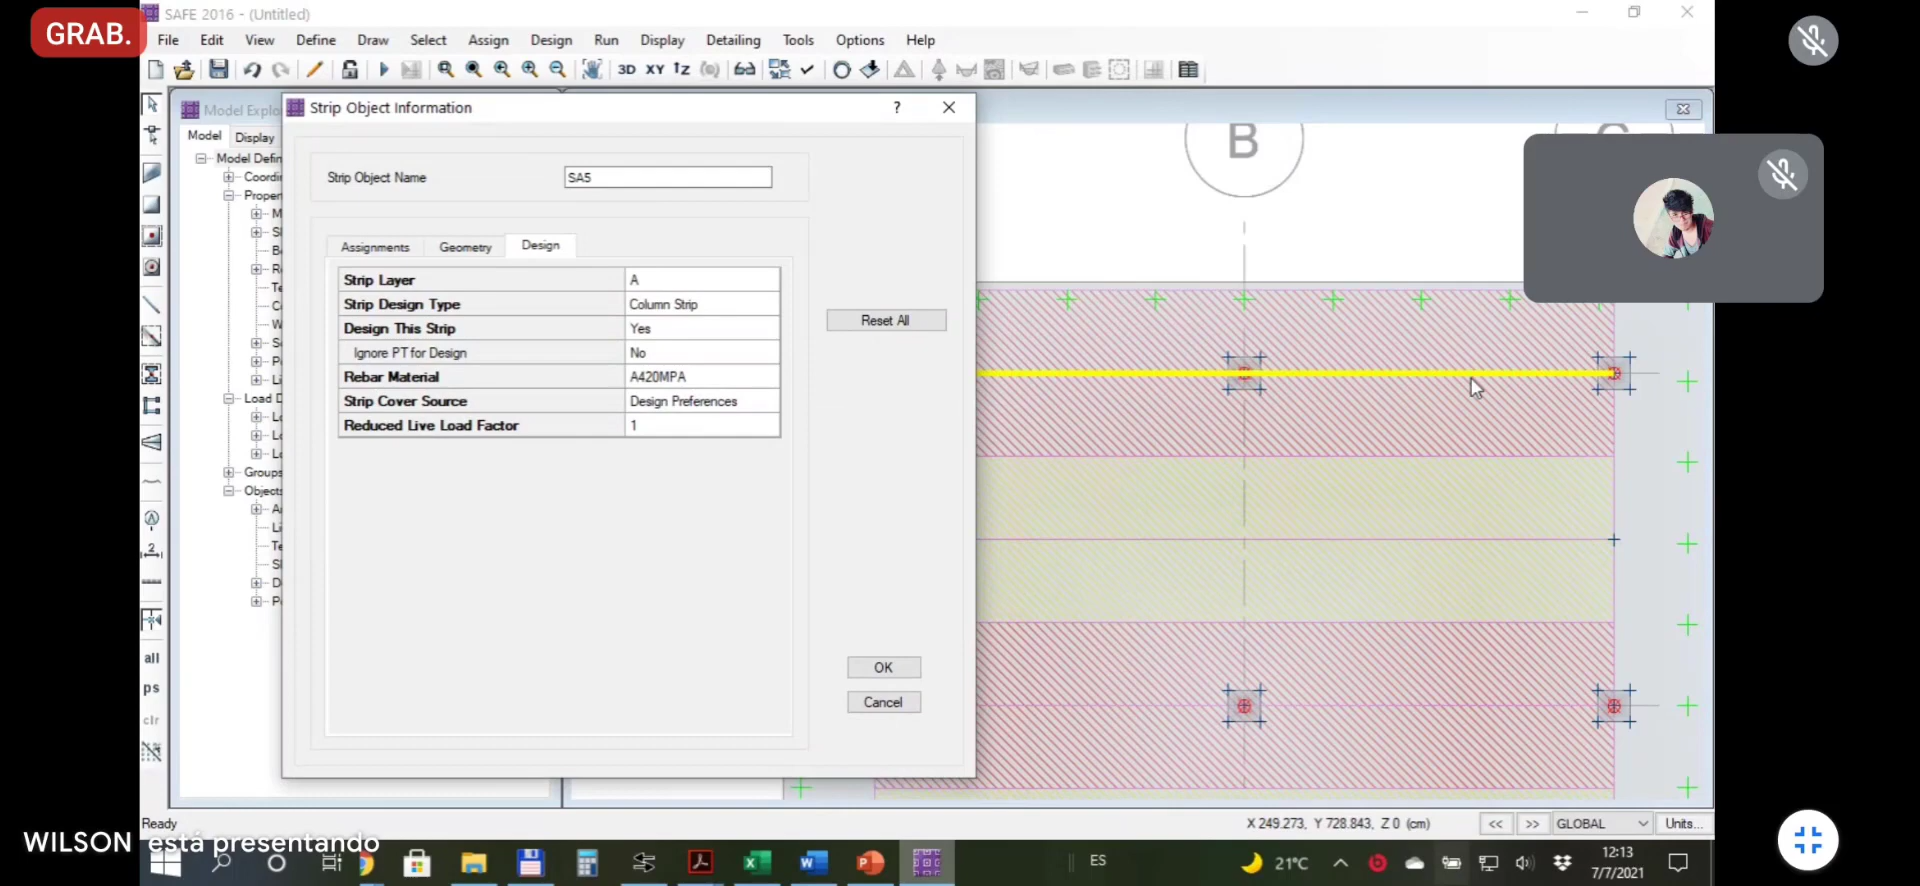 GRAB.
SAFE 2016 - (Untitled)
File Edit View Define Draw Select Assign Design Run Display Detailing Tools Options Help
3D XY
Model Explo
Strip Object Information
?
B
Model Display
Model Defin
Coordi
Proper
M
Load D
Groups
Objects
Strip Object Name SA5
Assignments Geometry Design
Strip Layer A
Strip Design Type Column Strip
Design This Strip Yes
Ignore PT for Design No
Rebar Material A420MPA
Strip Cover Source Design Preferences
Reduced Live Load Factor 1
Reset All
OK
Cancel
all
ps
clr
Ready
X 249.273, Y 728.843, Z 0 (cm)
<< >> GLOBAL Units...
WILSON está presentando
ES
21°C
12:13
7/7/2021